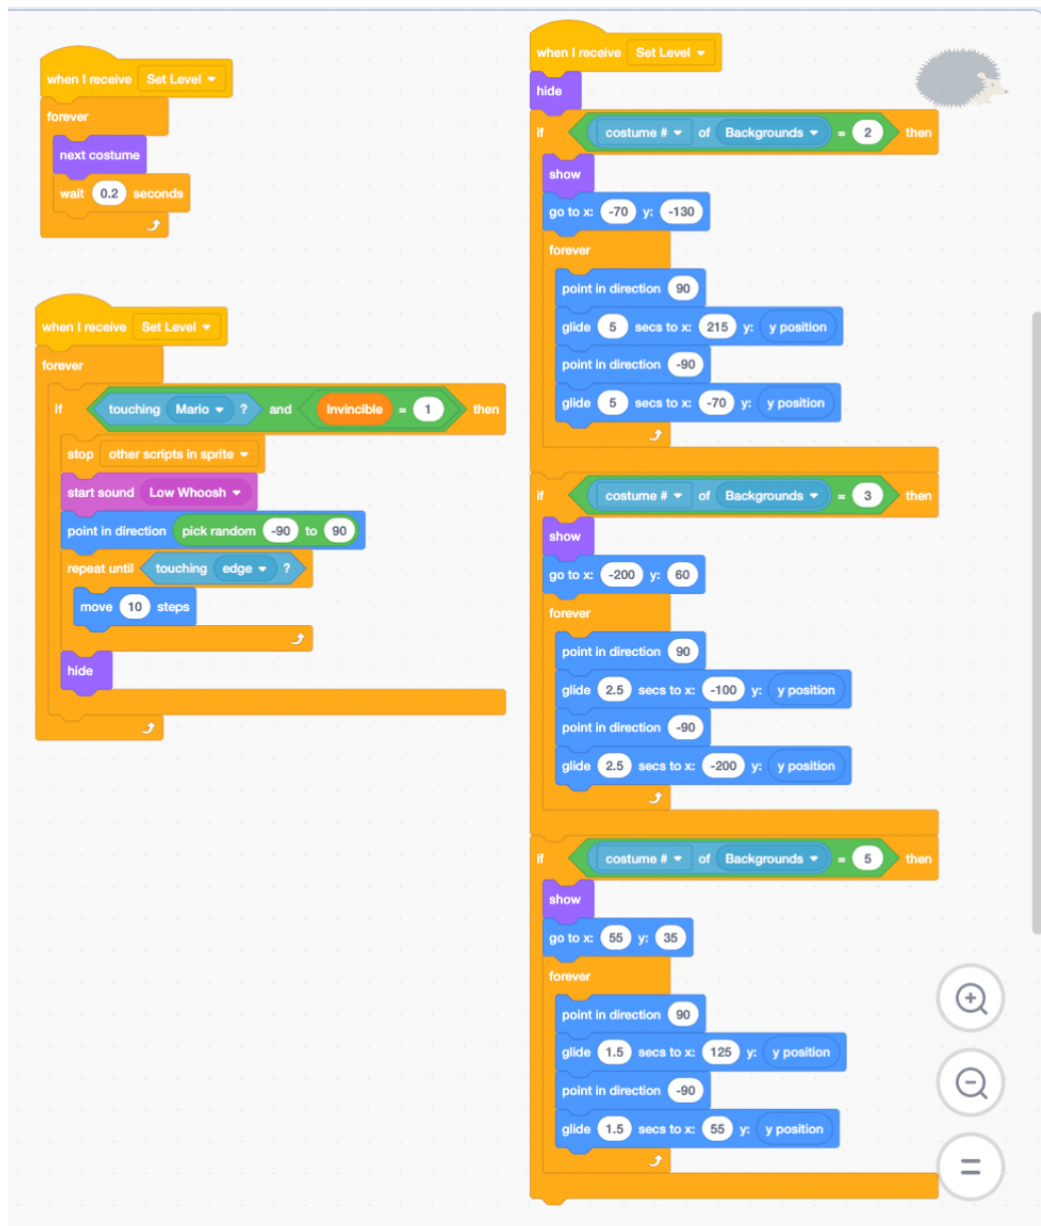 when I receive Set Level
forever
next costume
wait 0.2 seconds
when I receive Set Level
forever
if touching Mario ? and Invincible = 1 then
stop other scripts in sprite
start sound Low Whoosh
point in direction pick random -90 to 90
repeat until touching edge ?
move 10 steps
hide
when I receive Set Level
hide
if costume # of Backgrounds = 2 then
show
go to x: -70 y: -130
forever
point in direction 90
glide 5 secs to x: 215 y: y position
point in direction -90
glide 5 secs to x: -70 y: y position
if costume # of Backgrounds = 3 then
show
go to x: -200 y: 60
forever
point in direction 90
glide 2.5 secs to x: -100 y: y position
point in direction -90
glide 2.5 secs to x: -200 y: y position
if costume # of Backgrounds = 5 then
show
go to x: 55 y: 35
forever
point in direction 90
glide 1.5 secs to x: 125 y: y position
point in direction -90
glide 1.5 secs to x: 55 y: y position